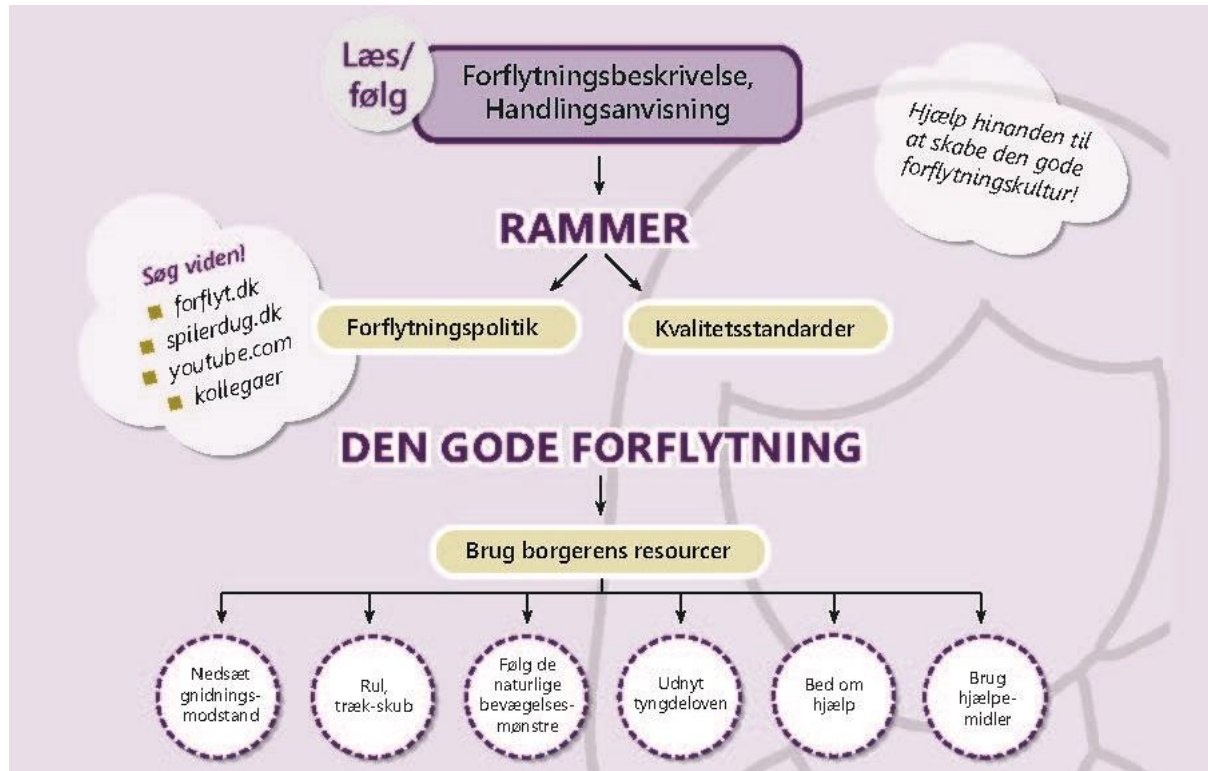 Læs/
følg
Forflytningsbeskrivelse,
Handlingsanvisning
Hjælp hinanden til
at skabe den gode
forflytningskultur!
RAMMER
Søg viden!
forflyt.dk
spilerdug.dk
youtube.com
kollegaer
Forflytningspolitik
Kvalitetsstandarder
DEN GODE FORFLYTNING
Brug borgerens resourcer
Nedsæt
gnidnings-
modstand
Rul,
træk-skub
Følg de
naturlige
bevægelses-
mønstre
Udnyt
tyngdeloven
Bed om
hjælp
Brug
hjælpe-
midler